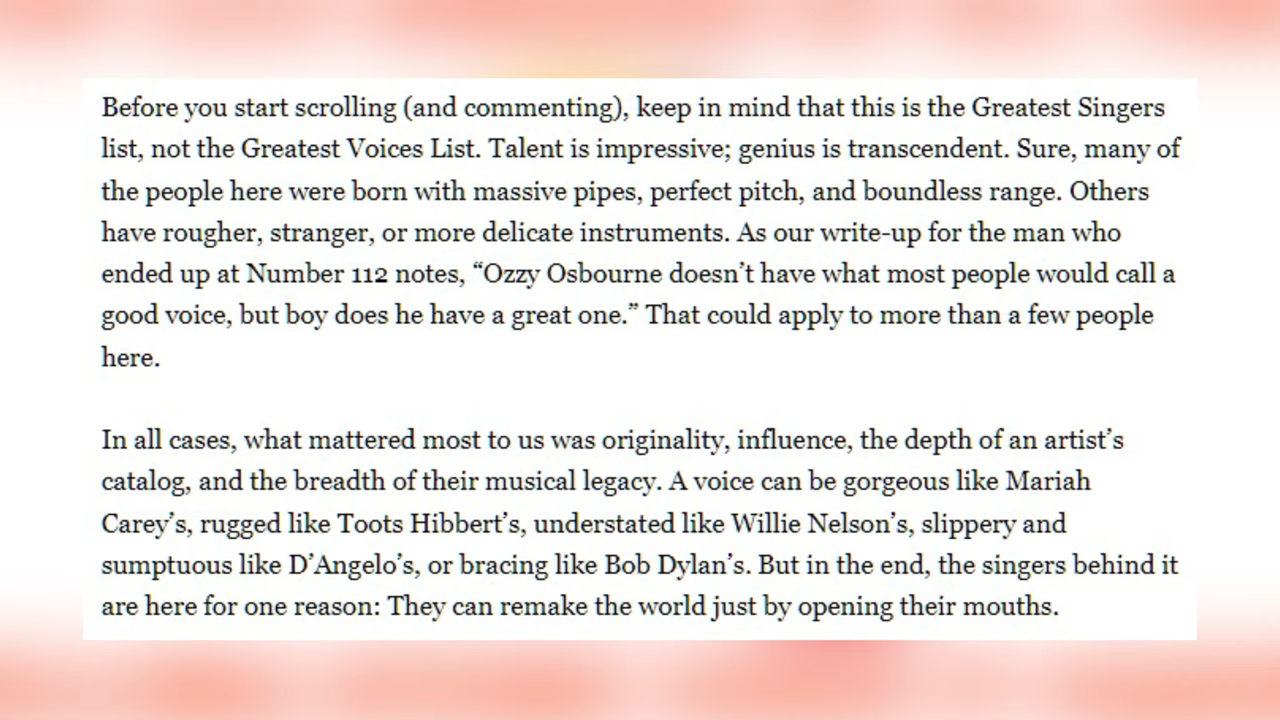 Before you start scrolling (and commenting), keep in mind that this is the Greatest Singers
list, not the Greatest Voices List. Talent is impressive; genius is transcendent. Sure, many of
the people here were born with massive pipes, perfect pitch, and boundless range. Others
have rougher, stranger, or more delicate instruments. As our write-up for the man who
ended up at Number 112 notes, “Ozzy Osbourne doesn’t have what most people would call a
good voice, but boy does he have a great one.” That could apply to more than a few people
here.
In all cases, what mattered most to us was originality, influence, the depth of an artist’s
catalog, and the breadth of their musical legacy. A voice can be gorgeous like Mariah
Carey’s, rugged like Toots Hibbert’s, understated like Willie Nelson’s, slippery and
sumptuous like D’Angelo’s, or bracing like Bob Dylan’s. But in the end, the singers behind it
are here for one reason: They can remake the world just by opening their mouths.